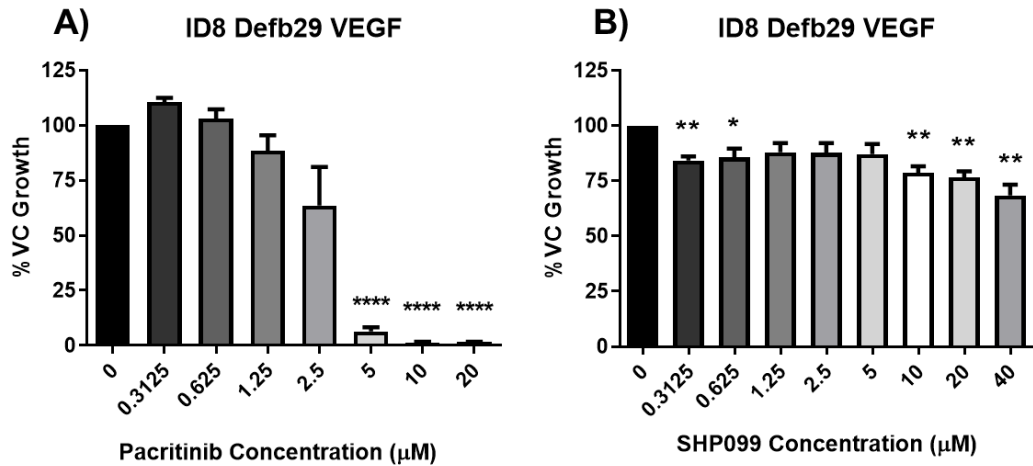 A) ID8 Defb29 VEGF
% VC Growth
125
100
75
50
25
0
**** **** ****
0 0.3125 0.625 1.25 2.5 5 10 20
Pacritinib Concentration (μM)
B) ID8 Defb29 VEGF
% VC Growth
125
100
75
50
25
0
** * ** ** **
0 0.3125 0.625 1.25 2.5 5 10 20 40
SHP099 Concentration (μM)